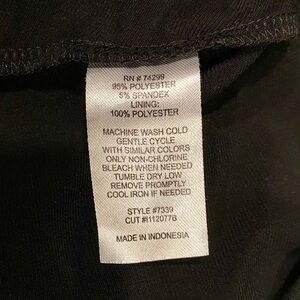 RN # 74299
95% POLYESTER
5% SPANDEX
LINING:
100% POLYESTER
MACHINE WASH COLD
GENTLE CYCLE
WITH SIMILAR COLORS
ONLY NON-CHLORINE
BLEACH WHEN NEEDED
TUMBLE DRY LOW
REMOVE PROMPTLY
COOL IRON IF NEEDED
STYLE #7339
CUT #I112077B
MADE IN INDONESIA